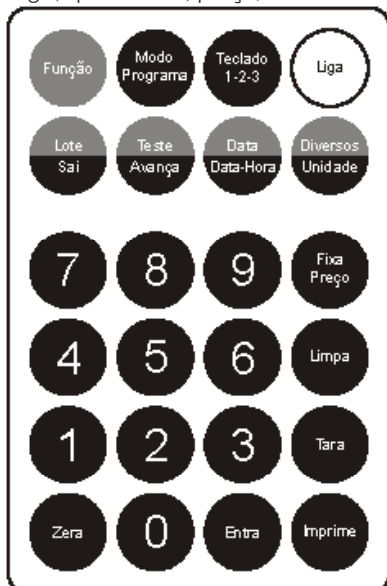 Função
Modo
Programa
Teclado
1-2-3
Liga
Lote
Sai
Teste
Avança
Data
Data-Hora
Diversos
Unidade
7
8
9
Fixa
Preço
4
5
6
Limpa
1
2
3
Tara
Zera
0
Entra
Imprime